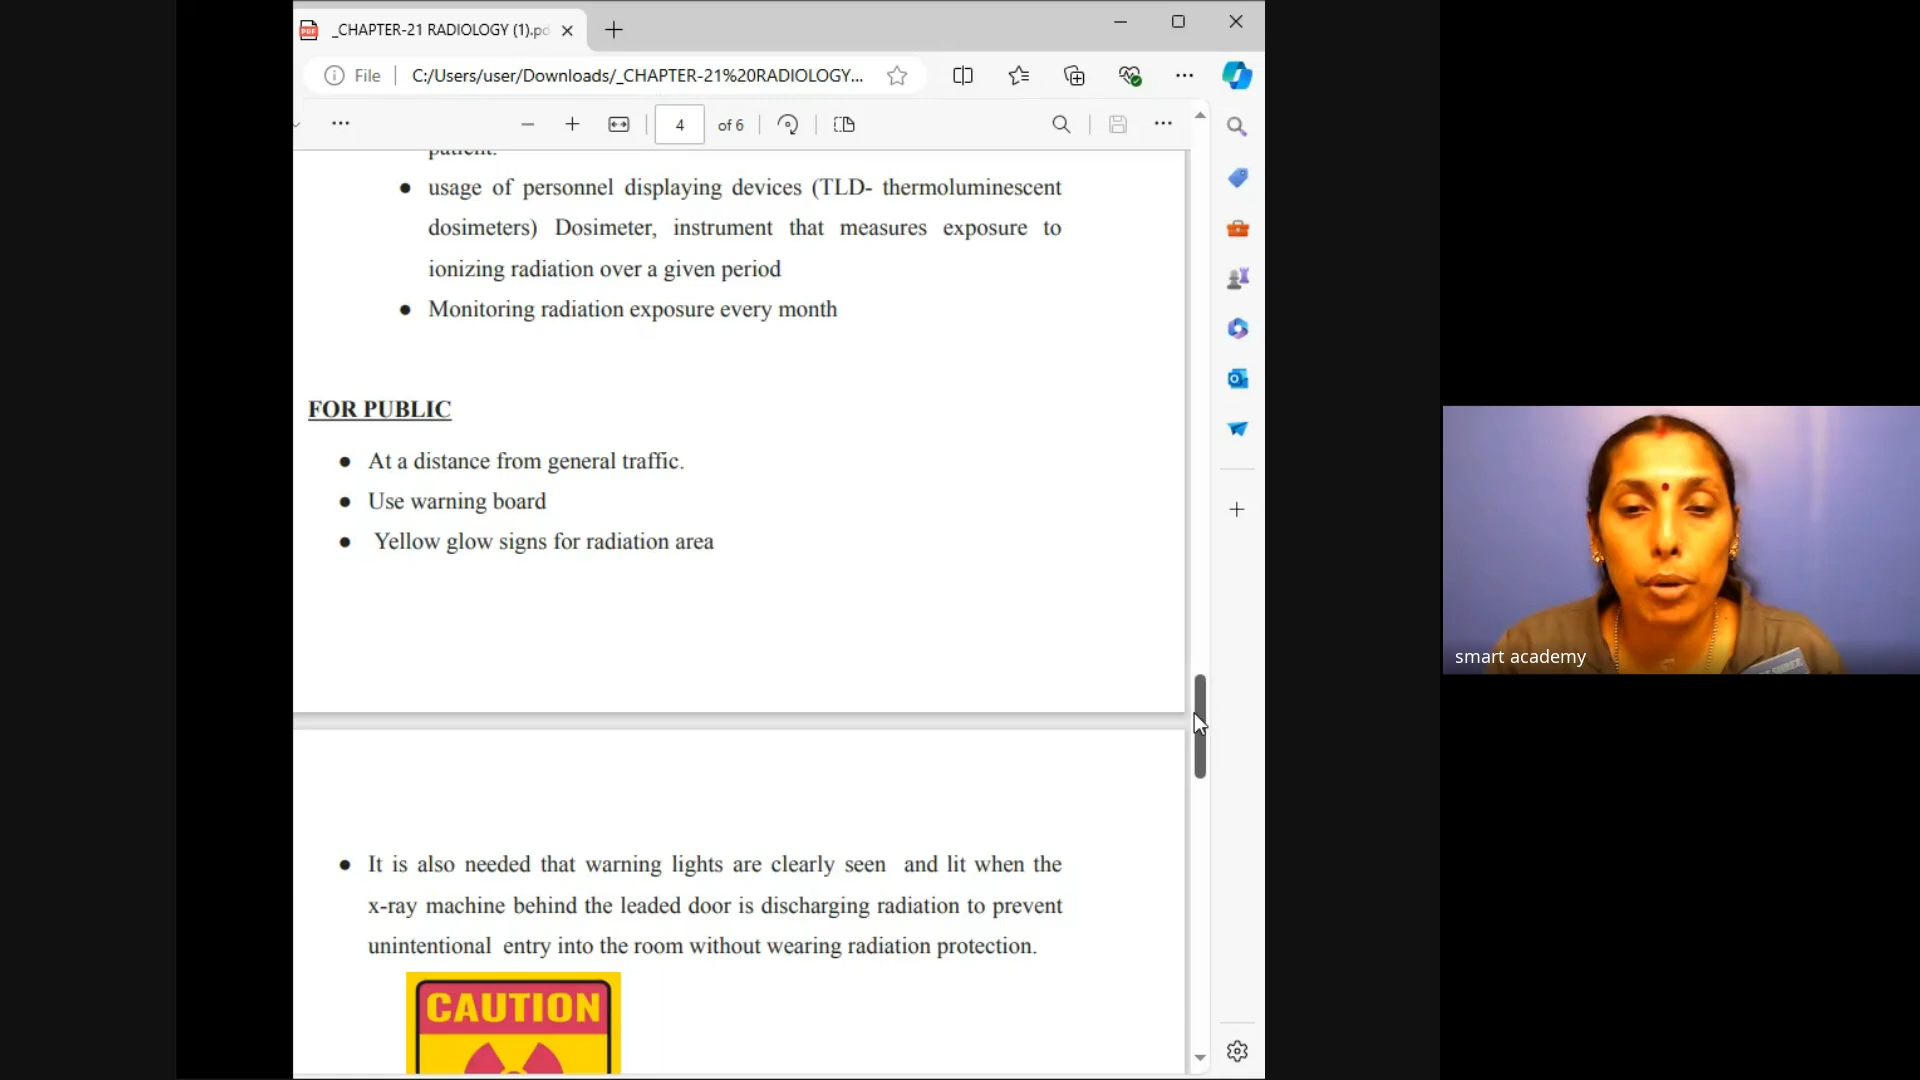 _CHAPTER-21 RADIOLOGY (1).pd
File
C:/Users/user/Downloads/_CHAPTER-21%20RADIOLOGY...
4 of 6
patient.
● usage of personnel displaying devices (TLD- thermoluminescent
dosimeters) Dosimeter, instrument that measures exposure to
ionizing radiation over a given period
● Monitoring radiation exposure every month
FOR PUBLIC
● At a distance from general traffic.
● Use warning board
● Yellow glow signs for radiation area
● It is also needed that warning lights are clearly seen and lit when the
x-ray machine behind the leaded door is discharging radiation to prevent
unintentional entry into the room without wearing radiation protection.
CAUTION
smart academy